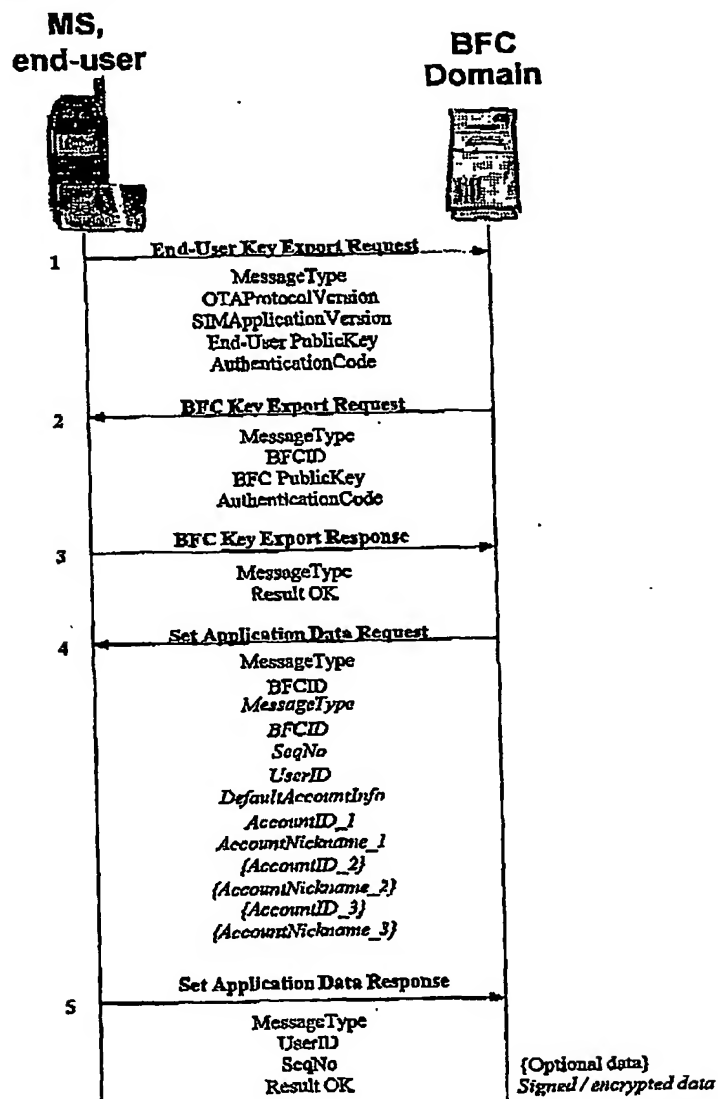 MS,
end-user
BFC
Domain
1
End-User Key Export Request
MessageType
OTAProtocolVersion
SIMApplicationVersion
End-User PublicKey
AuthenticationCode
2
BFC Key Export Request
MessageType
BFCID
BFC PublicKey
AuthenticationCode
3
BFC Key Export Response
MessageType
Result OK
4
Set Application Data Request
MessageType
BFCID
MessageType
BFCID
SeqNo
UserID
DefaultAccountInfo
AccountID_1
AccountNickname_1
{AccountID_2}
{AccountNickname_2}
{AccountID_3}
{AccountNickname_3}
5
Set Application Data Response
MessageType
UserID
SeqNo
Result OK
{Optional data}
Signed / encrypted data